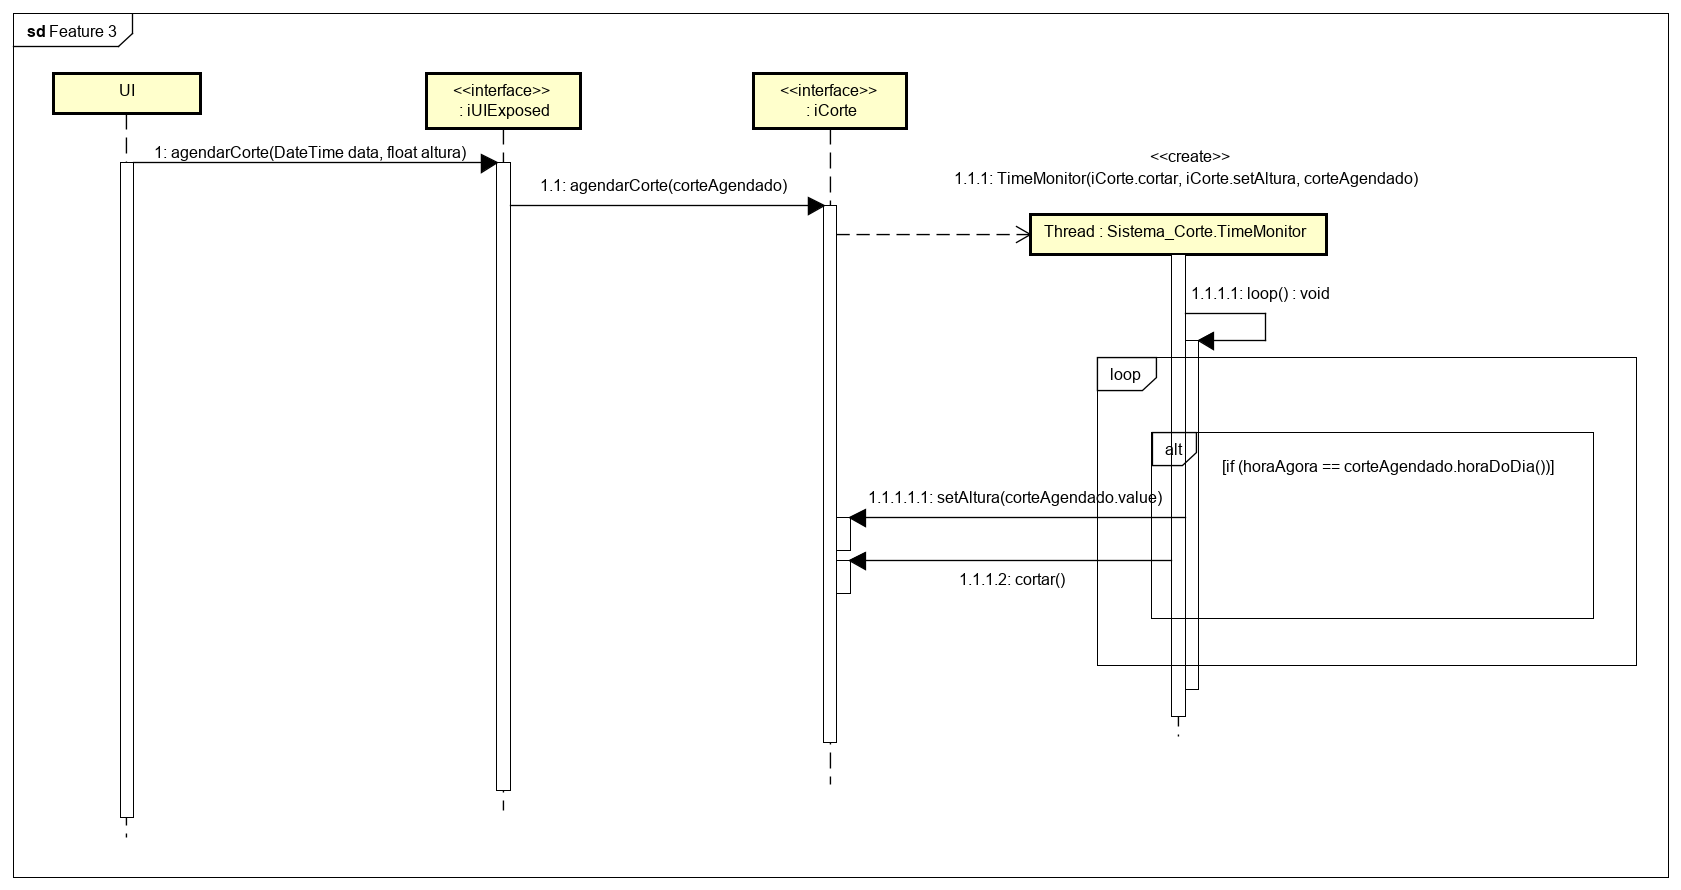 sd Feature 3
UI
<<interface>>
: iUIExposed
<<interface>>
: iCorte
1: agendarCorte(DateTime data, float altura)
<<create>>
1.1.1: TimeMonitor(iCorte.cortar, iCorte.setAltura, corteAgendado)
1.1: agendarCorte(corteAgendado)
Thread : Sistema_Corte.TimeMonitor
1.1.1.1: loop() : void
loop
alt
[if (horaAgora == corteAgendado.horaDoDia())]
1.1.1.1.1: setAltura(corteAgendado.value)
1.1.1.2: cortar()